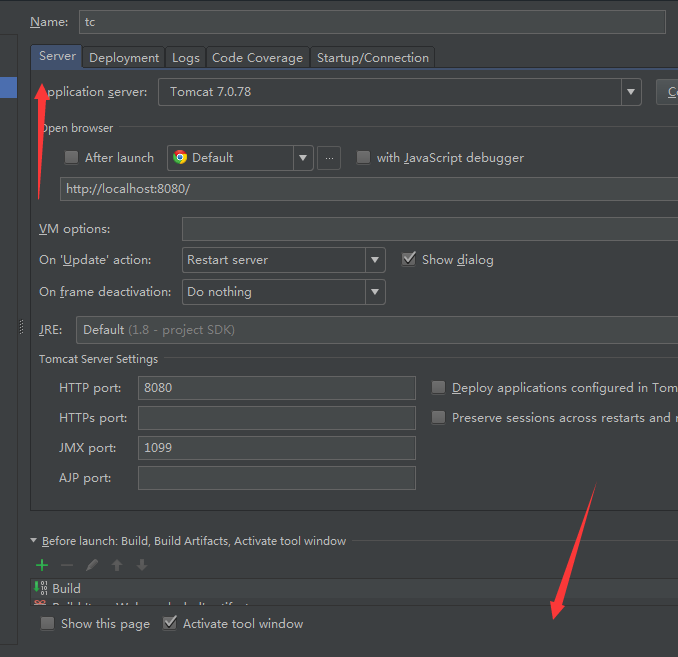 Name: tc
Server Deployment Logs Code Coverage Startup/Connection
pplication server: Tomcat 7.0.78
Open browser
After launch Default ... with JavaScript debugger
http://localhost:8080/
VM options:
On 'Update' action: Restart server Show dialog
On frame deactivation: Do nothing
JRE: Default (1.8 - project SDK)
Tomcat Server Settings
HTTP port: 8080 Deploy applications configured in Tom
HTTPs port: Preserve sessions across restarts and
JMX port: 1099
AJP port:
Before launch: Build, Build Artifacts, Activate tool window
Build
Show this page Activate tool window